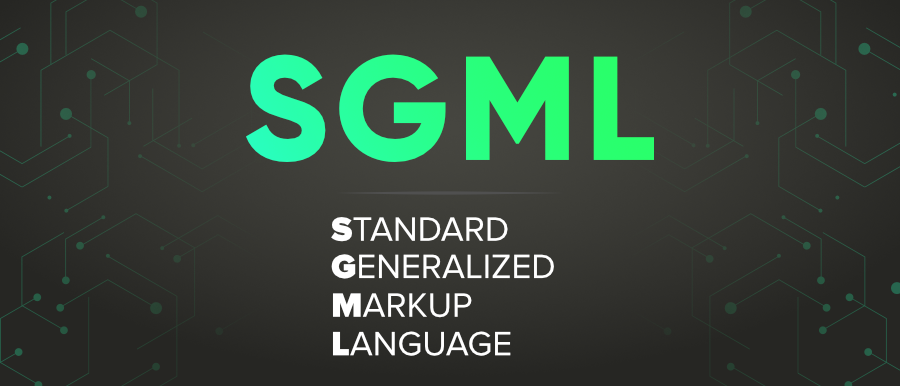 SGML
STANDARD
GENERALIZED
MARKUP
LANGUAGE